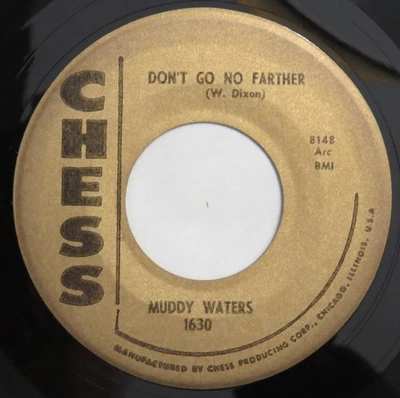 CHESS
DON'T GO NO FARTHER
(W. Dixon)
8148
Arc
BMI
MUDDY WATERS
1630
MANUFACTURED BY CHESS PRODUCING CORP., CHICAGO, ILLINOIS, U.S.A